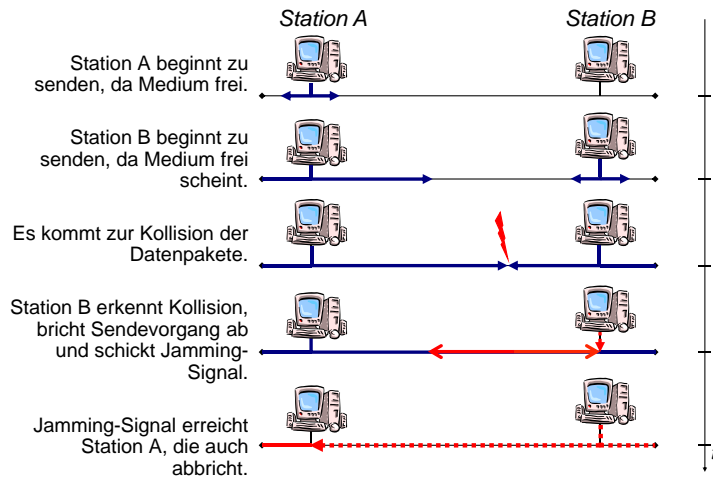 Station A
Station B
Station A beginnt zu
senden, da Medium frei.
Station B beginnt zu
senden, da Medium frei
scheint.
Es kommt zur Kollision der
Datenpakete.
Station B erkennt Kollision,
bricht Sendevorgang ab
und schickt Jamming-
Signal.
Jamming-Signal erreicht
Station A, die auch
abbricht.